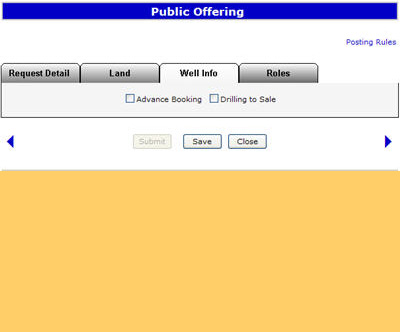 Public Offering
Posting Rules
Request Detail Land Well Info Roles
Advance Booking Drilling to Sale
Submit Save Close